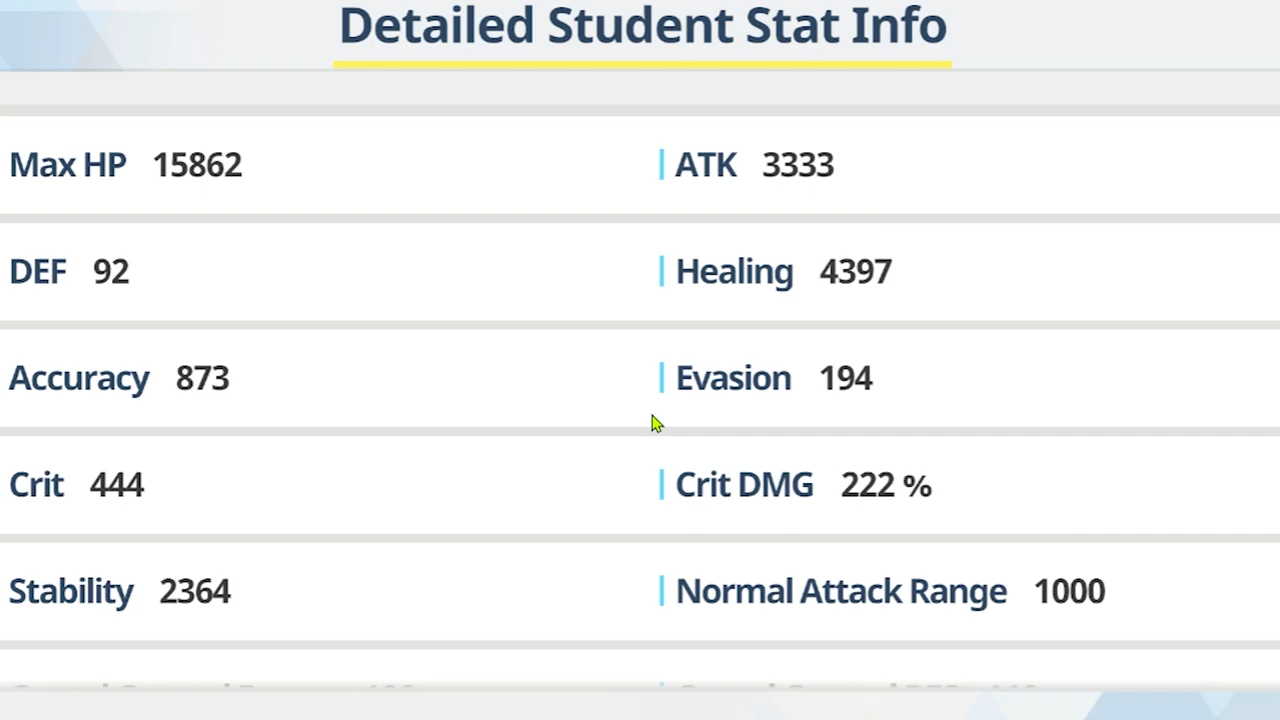 Detailed Student Stat Info
Max HP 15862
ATK 3333
DEF 92
Healing 4397
Accuracy 873
Evasion 194
Crit 444
Crit DMG 222 %
Stability 2364
Normal Attack Range 1000